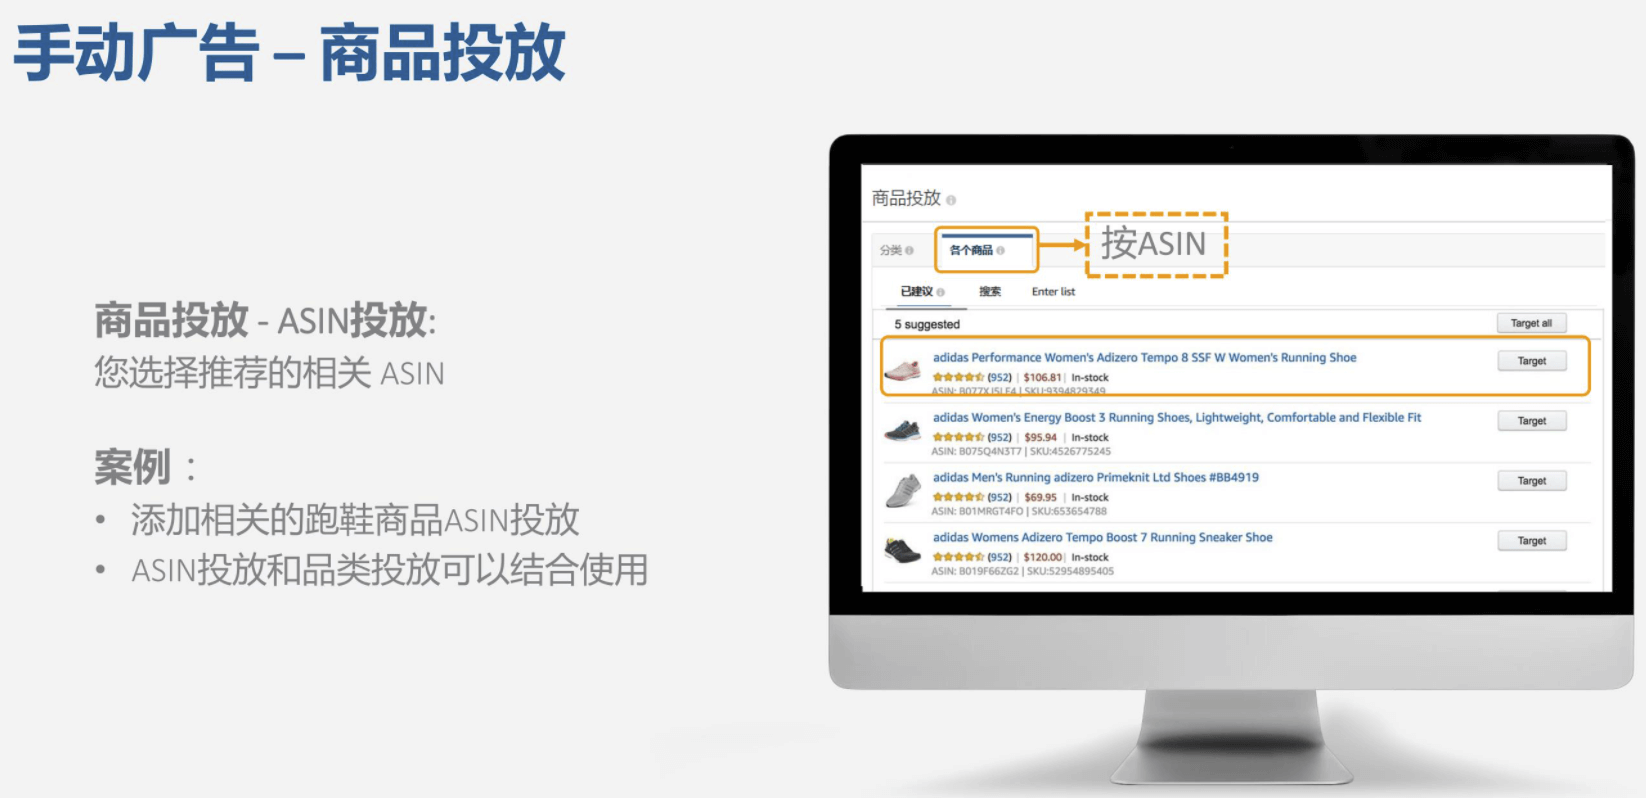 手动广告 – 商品投放
商品投放 - ASIN投放:
您选择推荐的相关 ASIN
案例：
• 添加相关的跑鞋商品ASIN投放
• ASIN投放和品类投放可以结合使用
商品投放
分类 各个商品
按ASIN
已建议 搜索 Enter list
5 suggested Target all
adidas Performance Women's Adizero Tempo 8 SSF W Women's Running Shoe Target
(952) | $106.81 | In-stock
ASIN: B077XJ5LF4 | SKU:9394829349
adidas Women's Energy Boost 3 Running Shoes, Lightweight, Comfortable and Flexible Fit Target
(952) | $95.94 | In-stock
ASIN: B075Q4N3T7 | SKU:4526775245
adidas Men's Running adizero Primeknit Ltd Shoes #BB4919 Target
(952) | $69.95 | In-stock
ASIN: B01MRGT4FO | SKU:653654788
adidas Womens Adizero Tempo Boost 7 Running Sneaker Shoe Target
(952) | $120.00 | In-stock
ASIN: B019F66ZG2 | SKU:52954895405